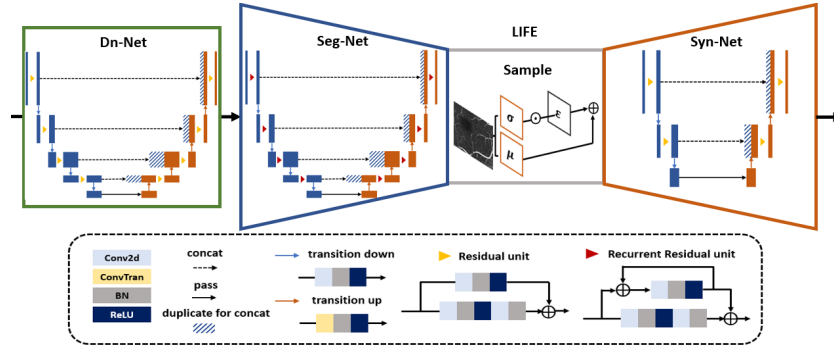 Dn-Net
Seg-Net
LIFE
Sample
Syn-Net
σ
ε
μ
Conv2d
ConvTran
BN
ReLU
concat
pass
duplicate for concat
transition down
transition up
Residual unit
Recurrent Residual unit